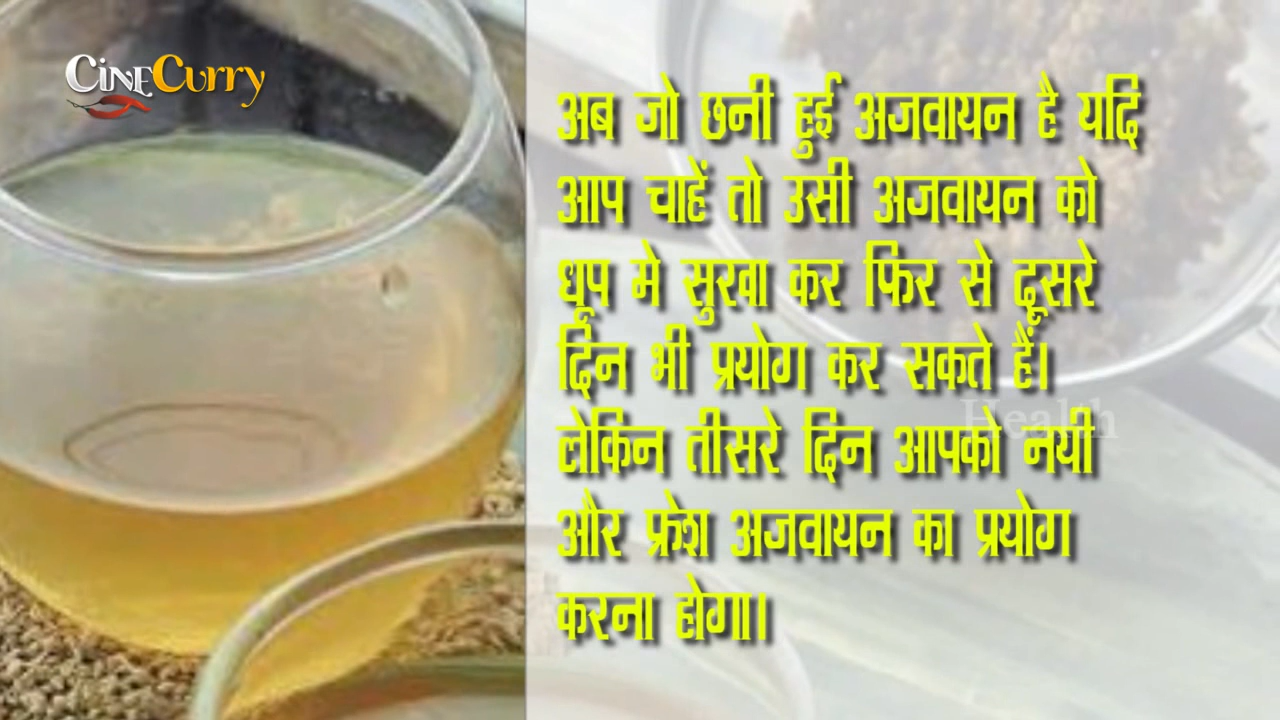 CINECURRY
अब जो छनी हुई अजवायन है यदि
आप चाहें तो उसी अजवायन को
धूप मे सुखा कर फिर से दूसरे
दिन भी प्रयोग कर सकते हैं।
Health
लेकिन तीसरे दिन आपको नयी
और फ्रेश अजवायन का प्रयोग
करना होगा।